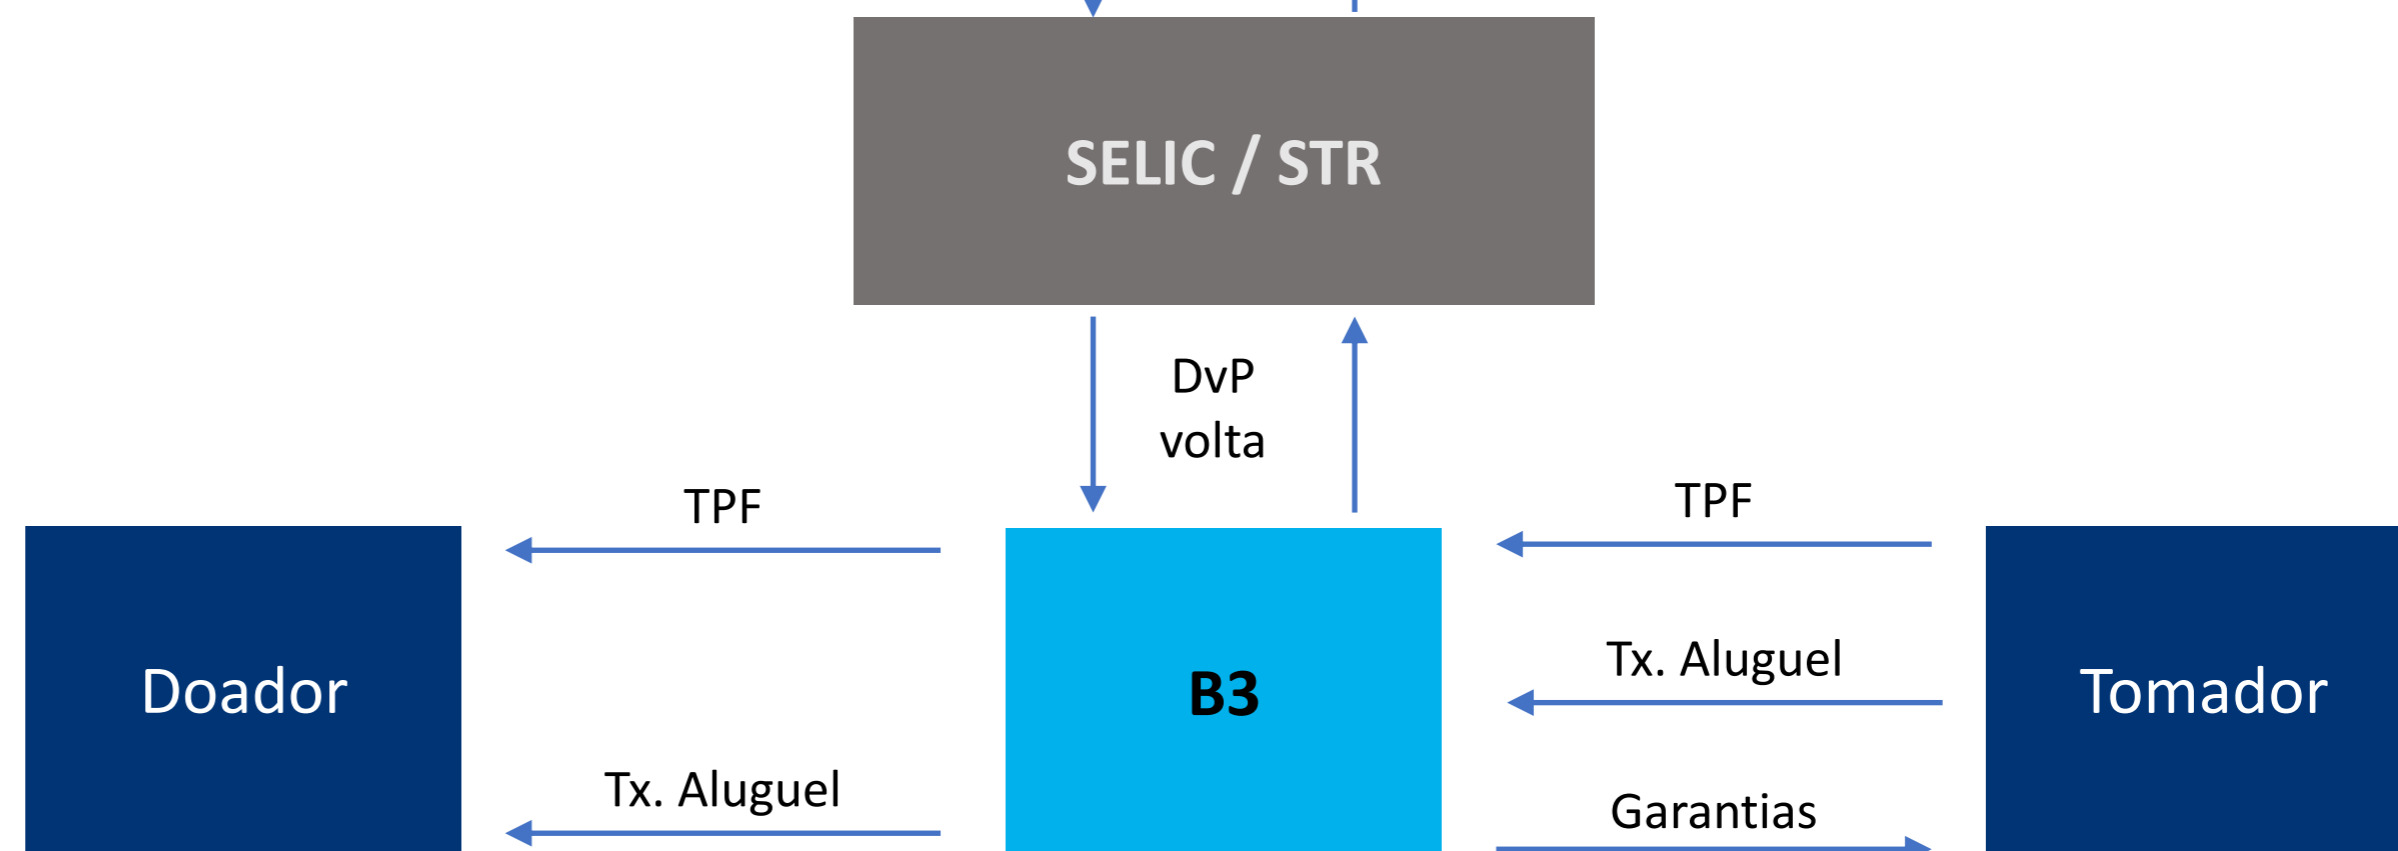 SELIC / STR
DvP
volta
TPF
TPF
Tx. Aluguel
Doador
B3
Tomador
Tx. Aluguel
Garantias